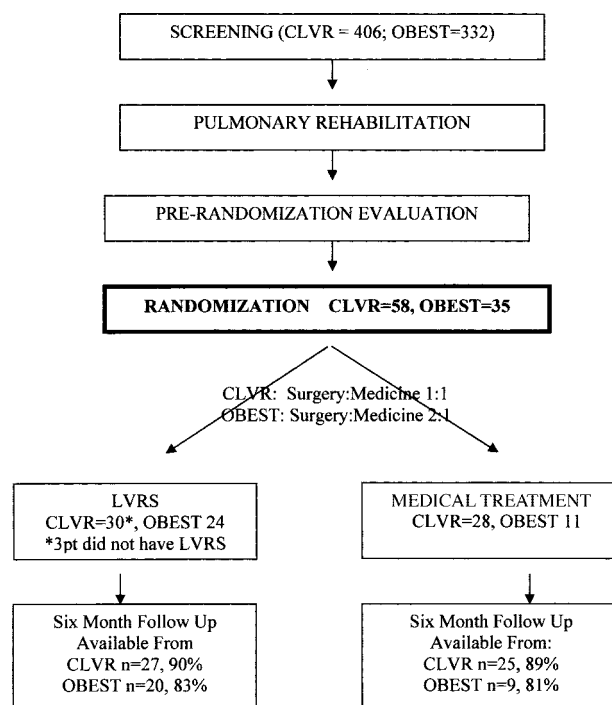 SCREENING (CLVR = 406; OBEST=332)
PULMONARY REHABILITATION
PRE-RANDOMIZATION EVALUATION
RANDOMIZATION CLVR=58, OBEST=35
CLVR: Surgery:Medicine 1:1
OBEST: Surgery:Medicine 2:1
LVRS
CLVR=30*, OBEST 24
*3pt did not have LVRS
MEDICAL TREATMENT
CLVR=28, OBEST 11
Six Month Follow Up
Available From
CLVR n=27, 90%
OBEST n=20, 83%
Six Month Follow Up
Available From:
CLVR n=25, 89%
OBEST n=9, 81%